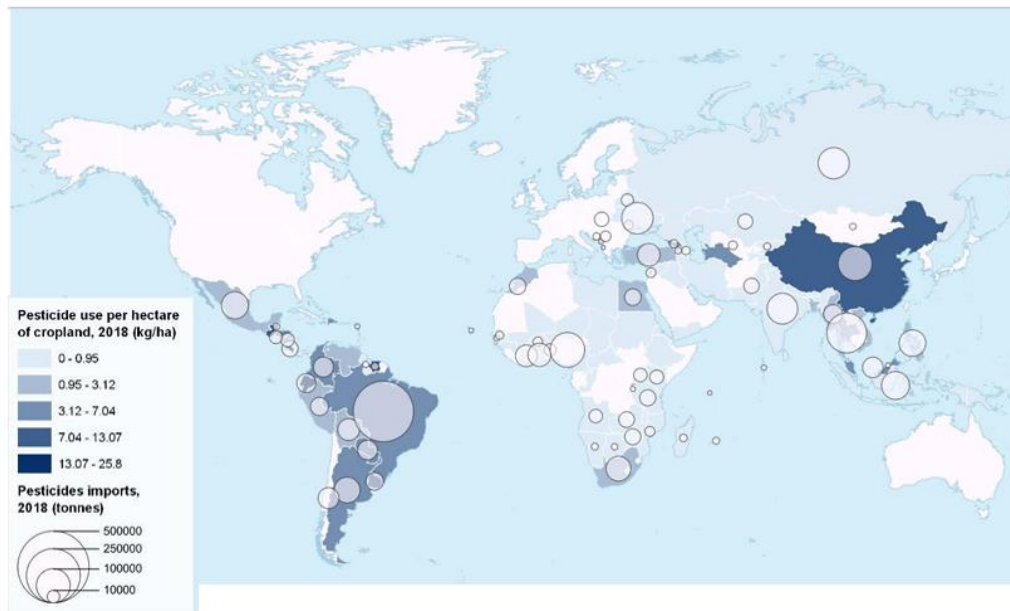 Pesticide use per hectare
of cropland, 2018 (kg/ha)
0 - 0.95
0.95 - 3.12
3.12 - 7.04
7.04 - 13.07
13.07 - 25.8
Pesticides imports,
2018 (tonnes)
500000
250000
100000
10000